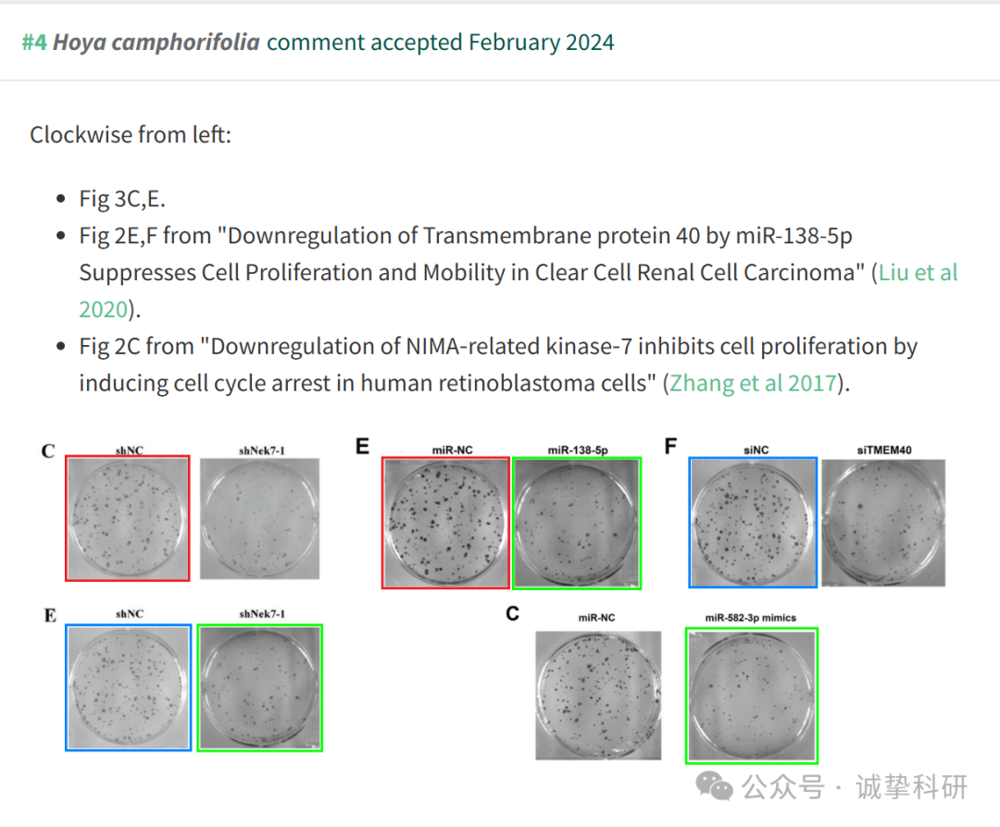 #4 Hoya camphorifolia comment accepted February 2024
Clockwise from left:
• Fig 3C,E.
• Fig 2E,F from "Downregulation of Transmembrane protein 40 by miR-138-5p
Suppresses Cell Proliferation and Mobility in Clear Cell Renal Cell Carcinoma" (Liu et al
2020).
• Fig 2C from "Downregulation of NIMA-related kinase-7 inhibits cell proliferation by
inducing cell cycle arrest in human retinoblastoma cells" (Zhang et al 2017).
C shNC shNek7-1
E miR-NC miR-138-5p
F siNC siTMEM40
E shNC shNek7-1
C miR-NC miR-582-3p mimics
公众号 · 诚挚科研